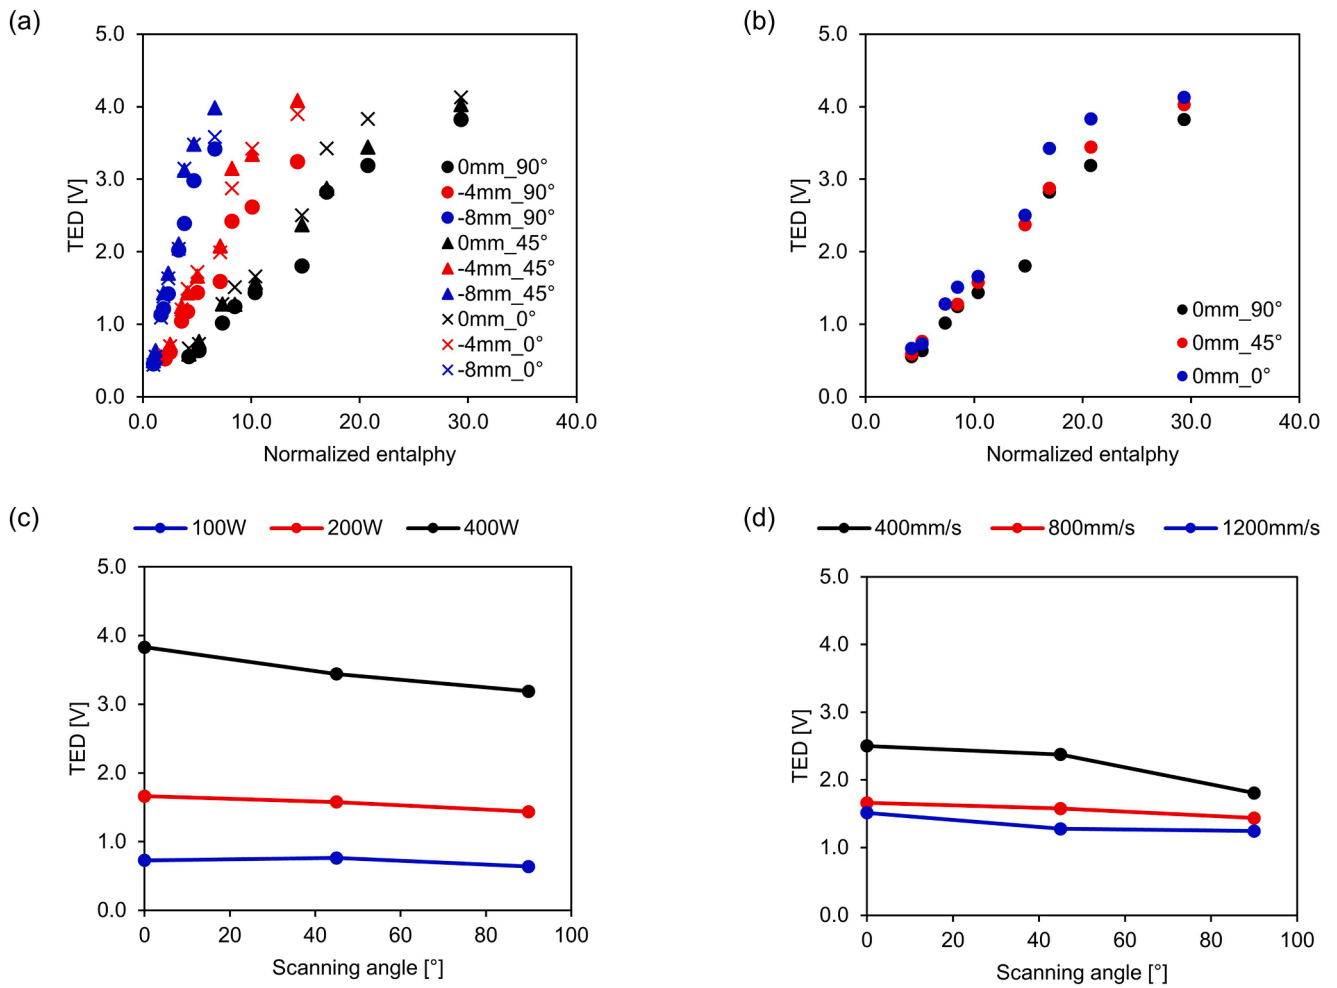 (a)
5.0
4.0
3.0
2.0
1.0
0.0
TED [V]
0.0 10.0 20.0 30.0 40.0
Normalized entalphy
0mm_90°
-4mm_90°
-8mm_90°
0mm_45°
-4mm_45°
-8mm_45°
0mm_0°
-4mm_0°
-8mm_0°
(b)
5.0
4.0
3.0
2.0
1.0
0.0
TED [V]
0.0 10.0 20.0 30.0 40.0
Normalized entalphy
0mm_90°
0mm_45°
0mm_0°
(c)
100W 200W 400W
5.0
4.0
3.0
2.0
1.0
0.0
TED [V]
0 20 40 60 80 100
Scanning angle [°]
(d)
400mm/s 800mm/s 1200mm/s
5.0
4.0
3.0
2.0
1.0
0.0
TED [V]
0 20 40 60 80 100
Scanning angle [°]